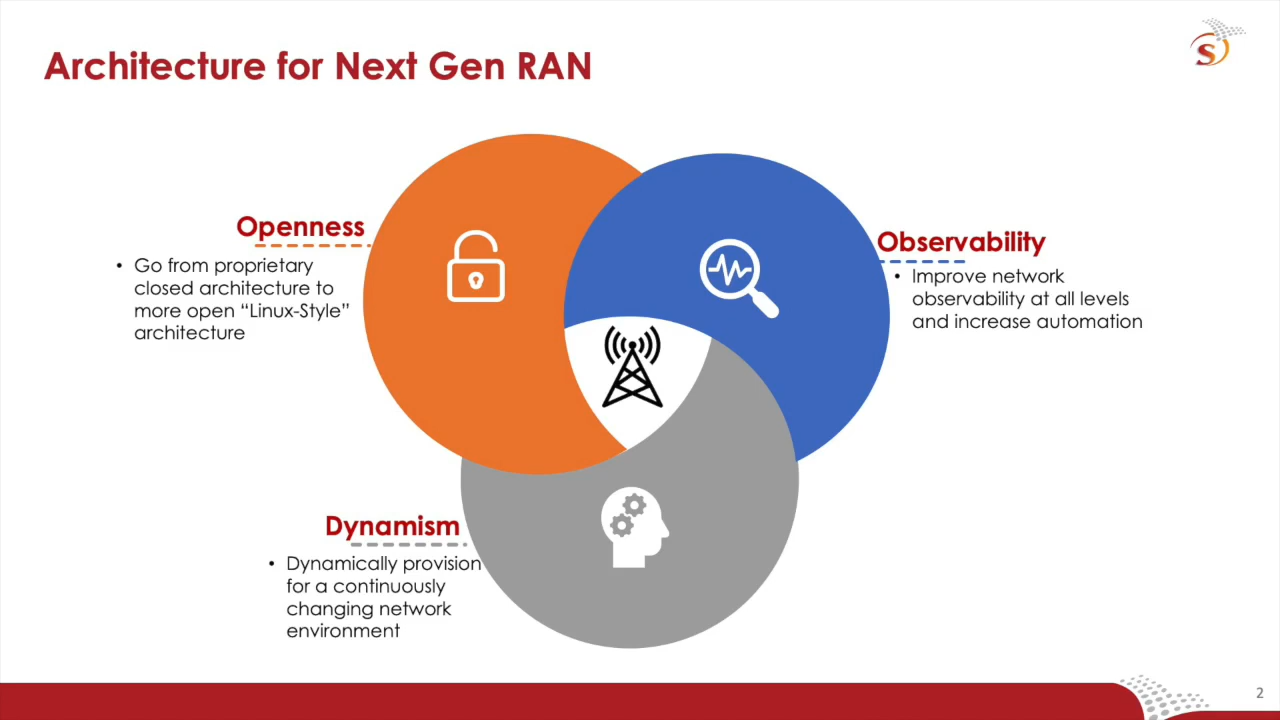 Architecture for Next Gen RAN
S
Openness
• Go from proprietary
closed architecture to
more open “Linux-Style”
architecture
Observability
• Improve network
observability at all levels
and increase automation
Dynamism
• Dynamically provision
for a continuously
changing network
environment
2